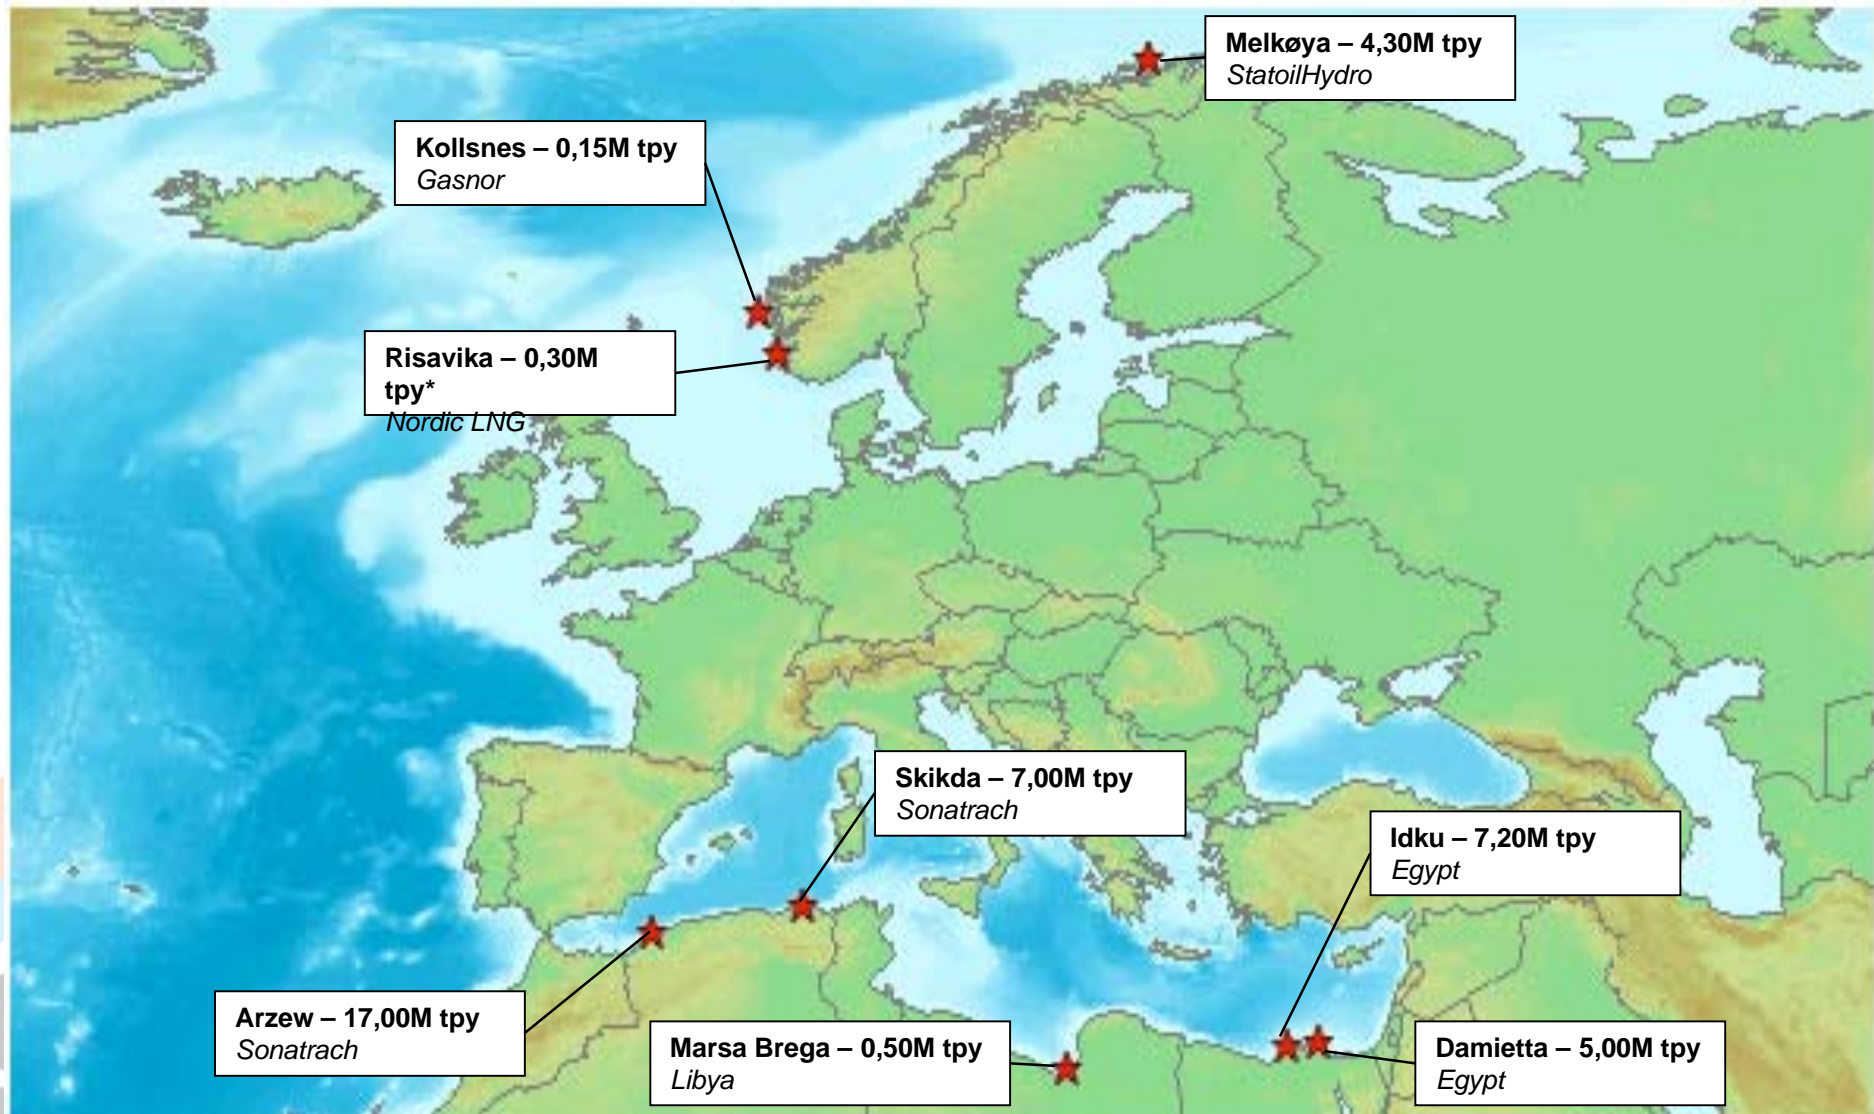 Melkøya – 4,30M tpy
StatoilHydro
Kollsnes – 0,15M tpy
Gasnor
Risavika – 0,30M
tpy*
Nordic LNG
Skikda – 7,00M tpy
Sonatrach
Idku – 7,20M tpy
Egypt
Arzew – 17,00M tpy
Sonatrach
Marsa Brega – 0,50M tpy
Libya
Damietta – 5,00M tpy
Egypt